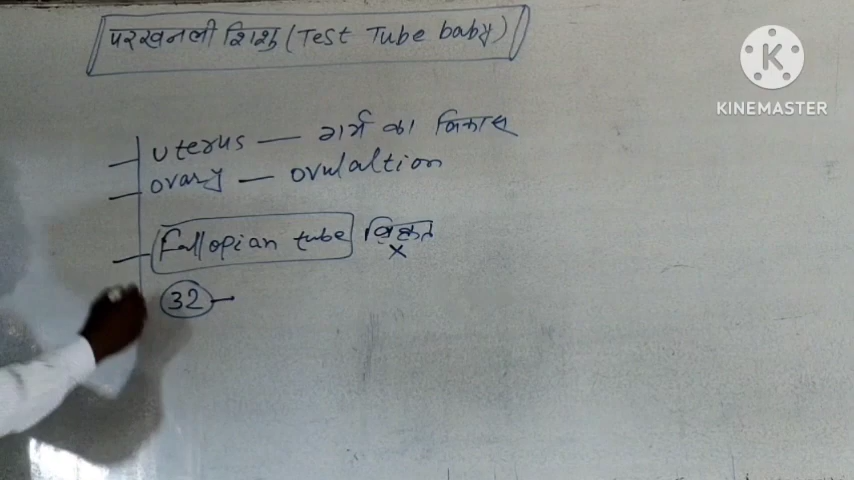 परखनली शिशु (Test Tube baby)
KINEMASTER
Uterus — गर्भ का विकास
Ovary — Ovulaltion
Fallopian tube विकृत
X
32 —